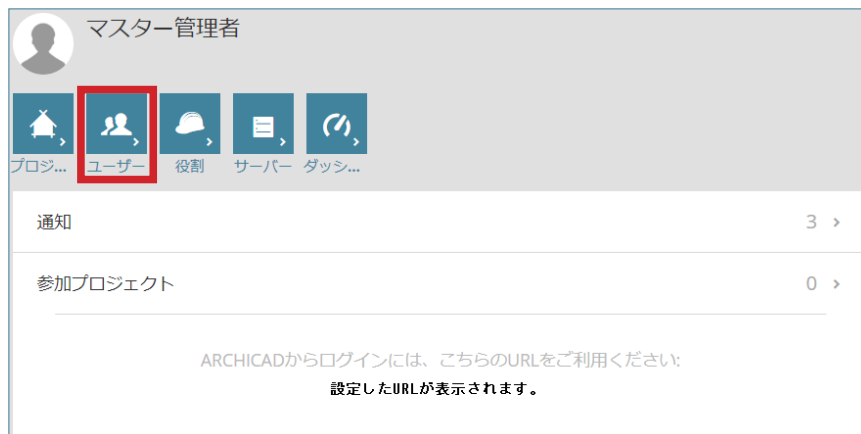 マスター管理者
プロジ... ユーザー 役割 サーバー ダッシ...
通知 3
参加プロジェクト 0
ARCHICADからログインには、こちらのURLをご利用ください:
設定したURLが表示されます。